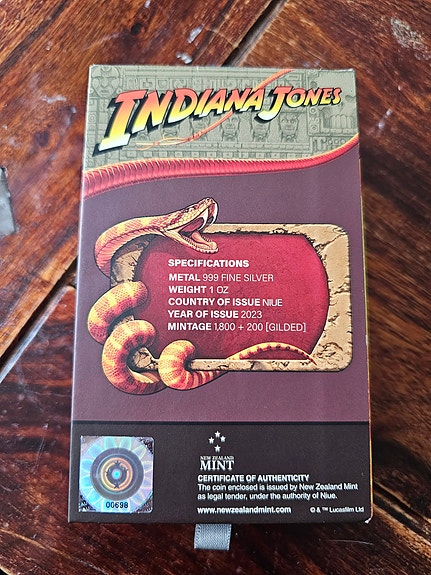 INDIANA JONES
SPECIFICATIONS
METAL 999 FINE SILVER
WEIGHT 1 OZ
COUNTRY OF ISSUE NIUE
YEAR OF ISSUE 2023
MINTAGE 1,800 + 200 [GILDED]
NEW ZEALAND
MINT
CERTIFICATE OF AUTHENTICITY
The coin enclosed is issued by New Zealand Mint
as legal tender, under the authority of Niue.
www.newzealandmint.com © & ™ Lucasfilm Ltd
00698